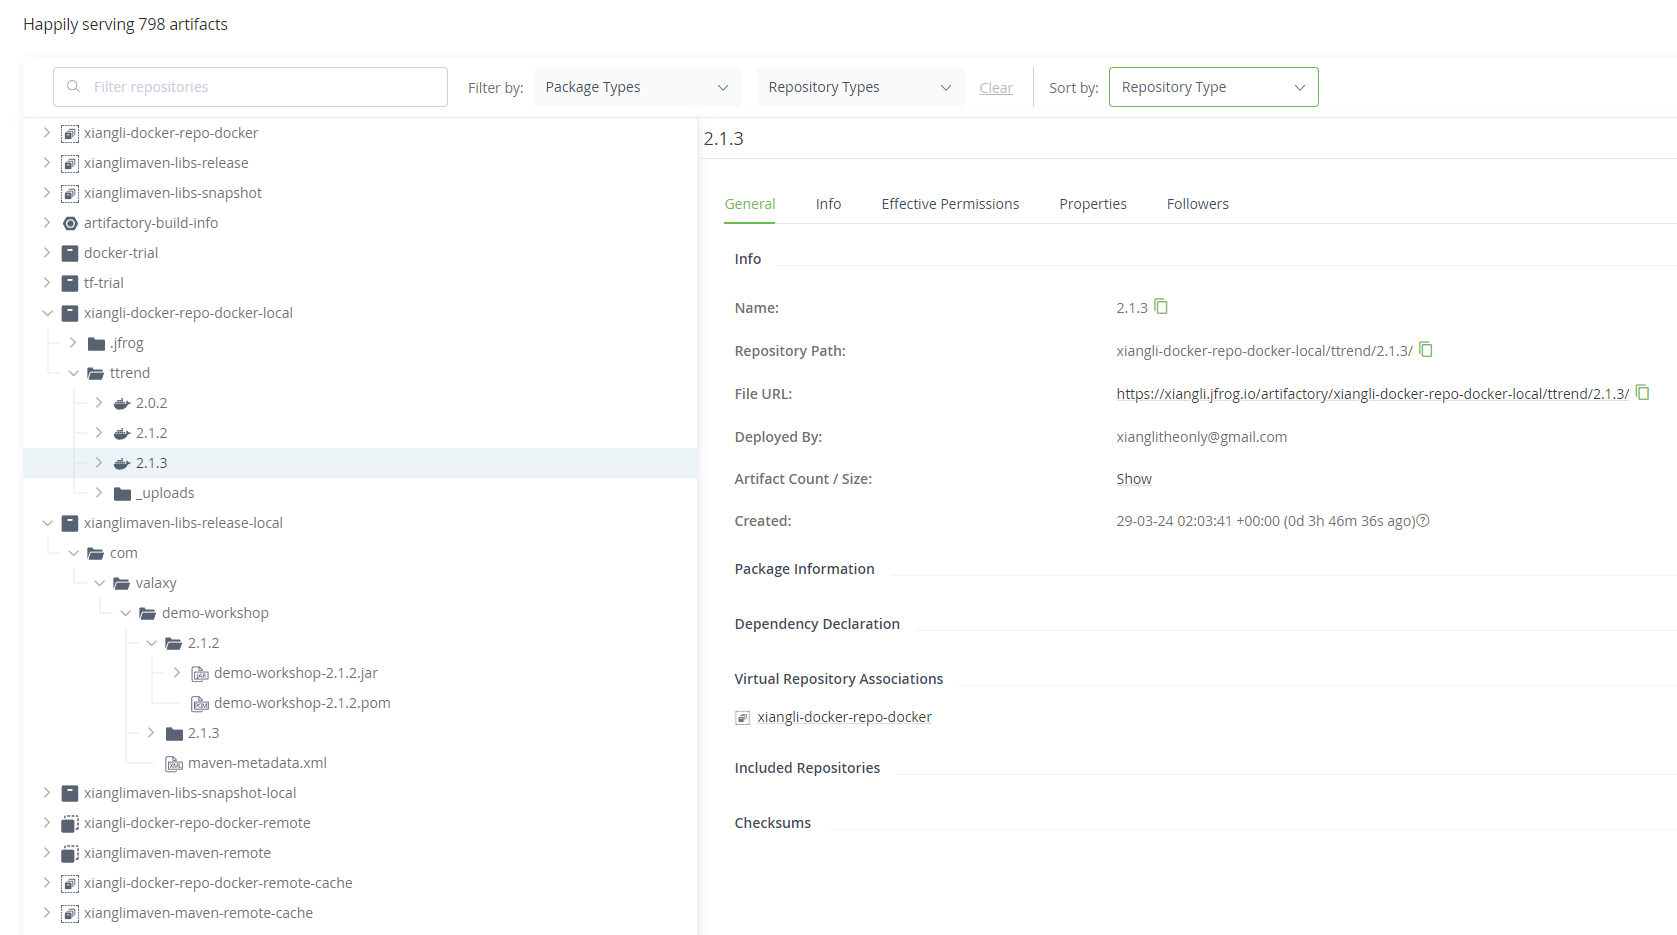 Happily serving 798 artifacts
Filter repositories
Filter by:
Package Types
Repository Types
Clear
Sort by:
Repository Type
xiangli-docker-repo-docker
xianglimaven-libs-release
xianglimaven-libs-snapshot
artifactory-build-info
docker-trial
tf-trial
xiangli-docker-repo-docker-local
.jfrog
ttrend
2.0.2
2.1.2
2.1.3
_uploads
xianglimaven-libs-release-local
com
valaxy
demo-workshop
2.1.2
JAR demo-workshop-2.1.2.jar
POM demo-workshop-2.1.2.pom
2.1.3
XML maven-metadata.xml
xianglimaven-libs-snapshot-local
xiangli-docker-repo-docker-remote
xianglimaven-maven-remote
xiangli-docker-repo-docker-remote-cache
xianglimaven-maven-remote-cache
2.1.3
General
Info
Effective Permissions
Properties
Followers
Info
Name: 2.1.3
Repository Path: xiangli-docker-repo-docker-local/ttrend/2.1.3/
File URL: https://xiangli.jfrog.io/artifactory/xiangli-docker-repo-docker-local/ttrend/2.1.3/
Deployed By: xianglitheonly@gmail.com
Artifact Count / Size: Show
Created: 29-03-24 02:03:41 +00:00 (0d 3h 46m 36s ago)?
Package Information
Dependency Declaration
Virtual Repository Associations
xiangli-docker-repo-docker
Included Repositories
Checksums